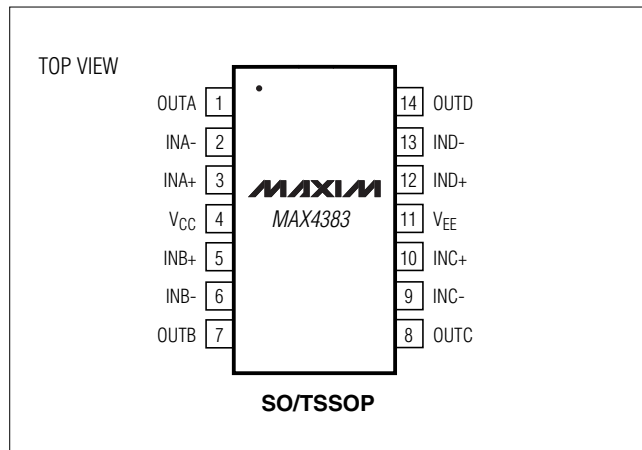 TOP VIEW
OUTA 1 14 OUTD
INA- 2 13 IND-
INA+ 3 12 IND+
MAXIM
VCC 4 MAX4383 11 VEE
INB+ 5 10 INC+
INB- 6 9 INC-
OUTB 7 8 OUTC
SO/TSSOP